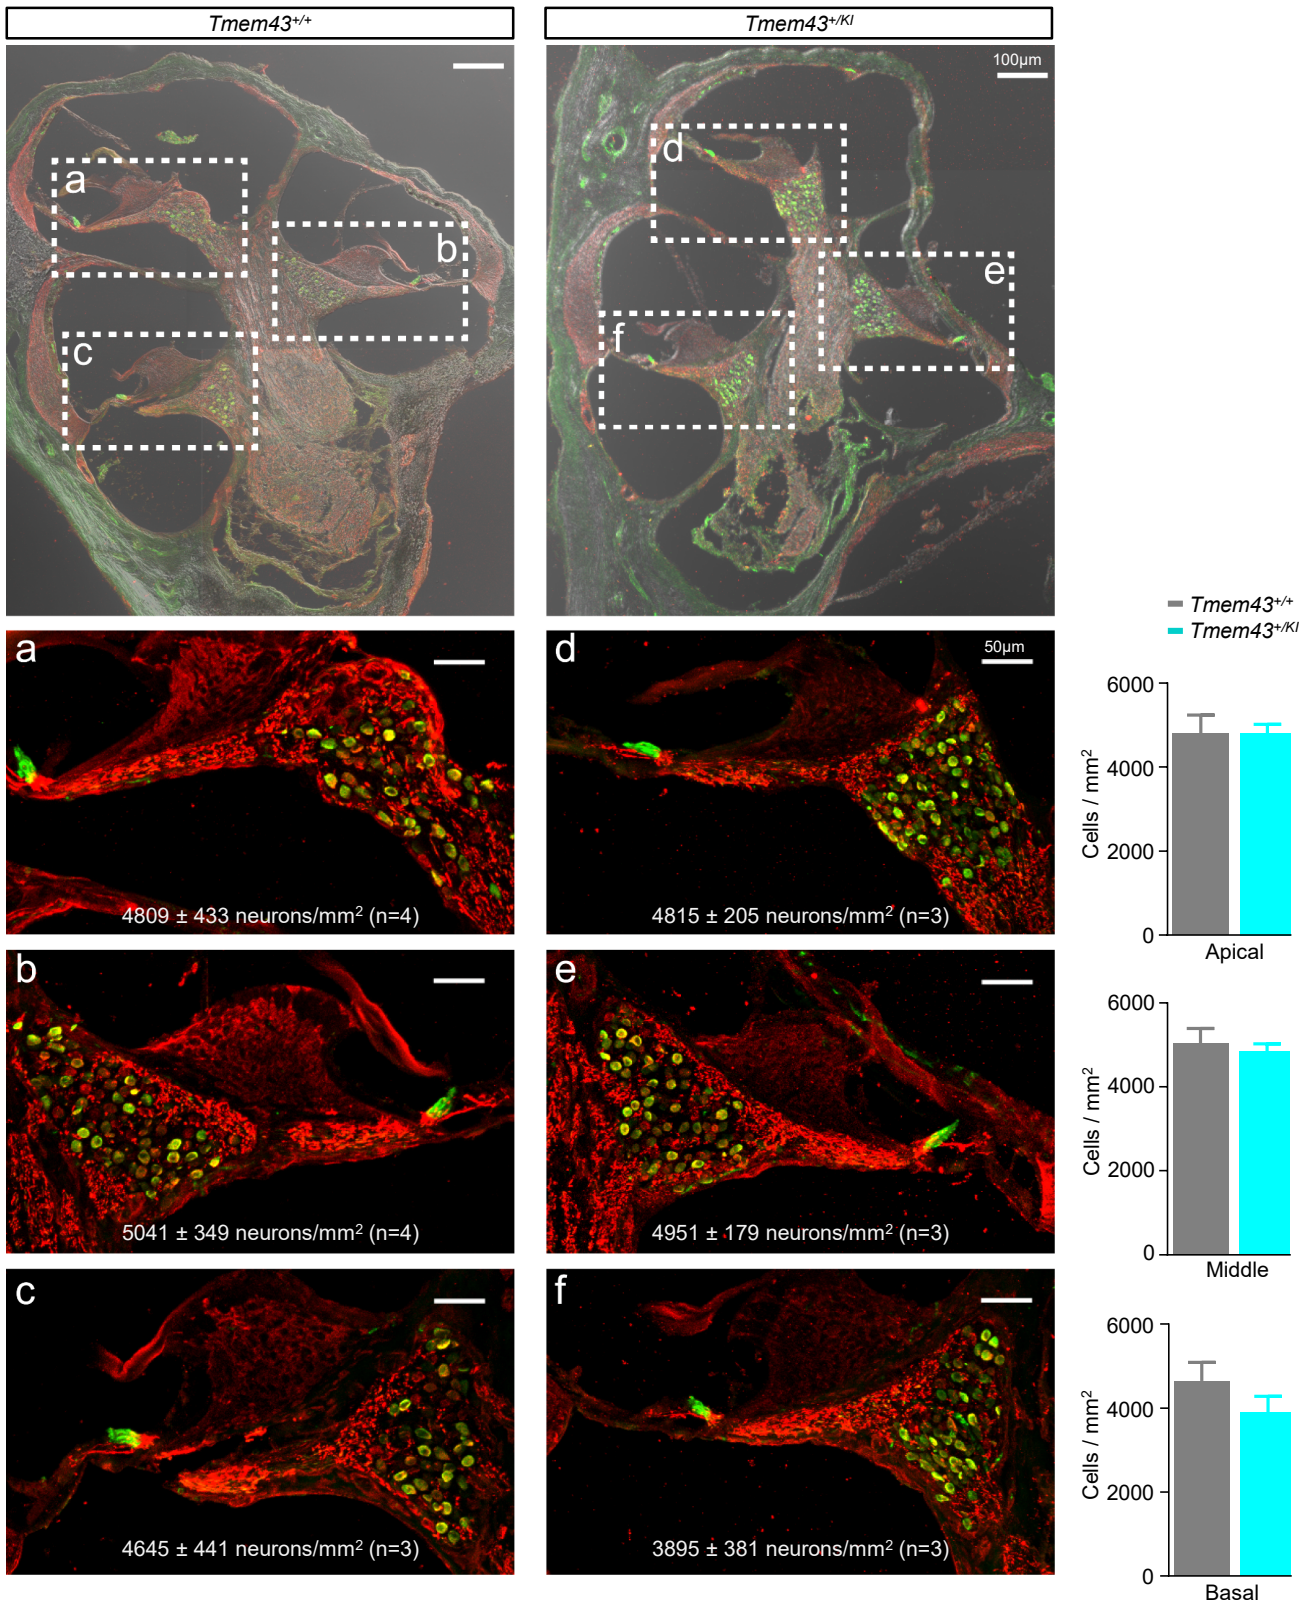 Tmem43+/+
Tmem43+/KI
100µm
a
b
c
d
e
f
Tmem43+/+
Tmem43+/KI
a
4809 ± 433 neurons/mm2 (n=4)
d
50µm
4815 ± 205 neurons/mm2 (n=3)
6000
4000
2000
0
Cells / mm2
Apical
b
5041 ± 349 neurons/mm2 (n=4)
e
4951 ± 179 neurons/mm2 (n=3)
6000
4000
2000
0
Cells / mm2
Middle
c
4645 ± 441 neurons/mm2 (n=3)
f
3895 ± 381 neurons/mm2 (n=3)
6000
4000
2000
0
Cells / mm2
Basal